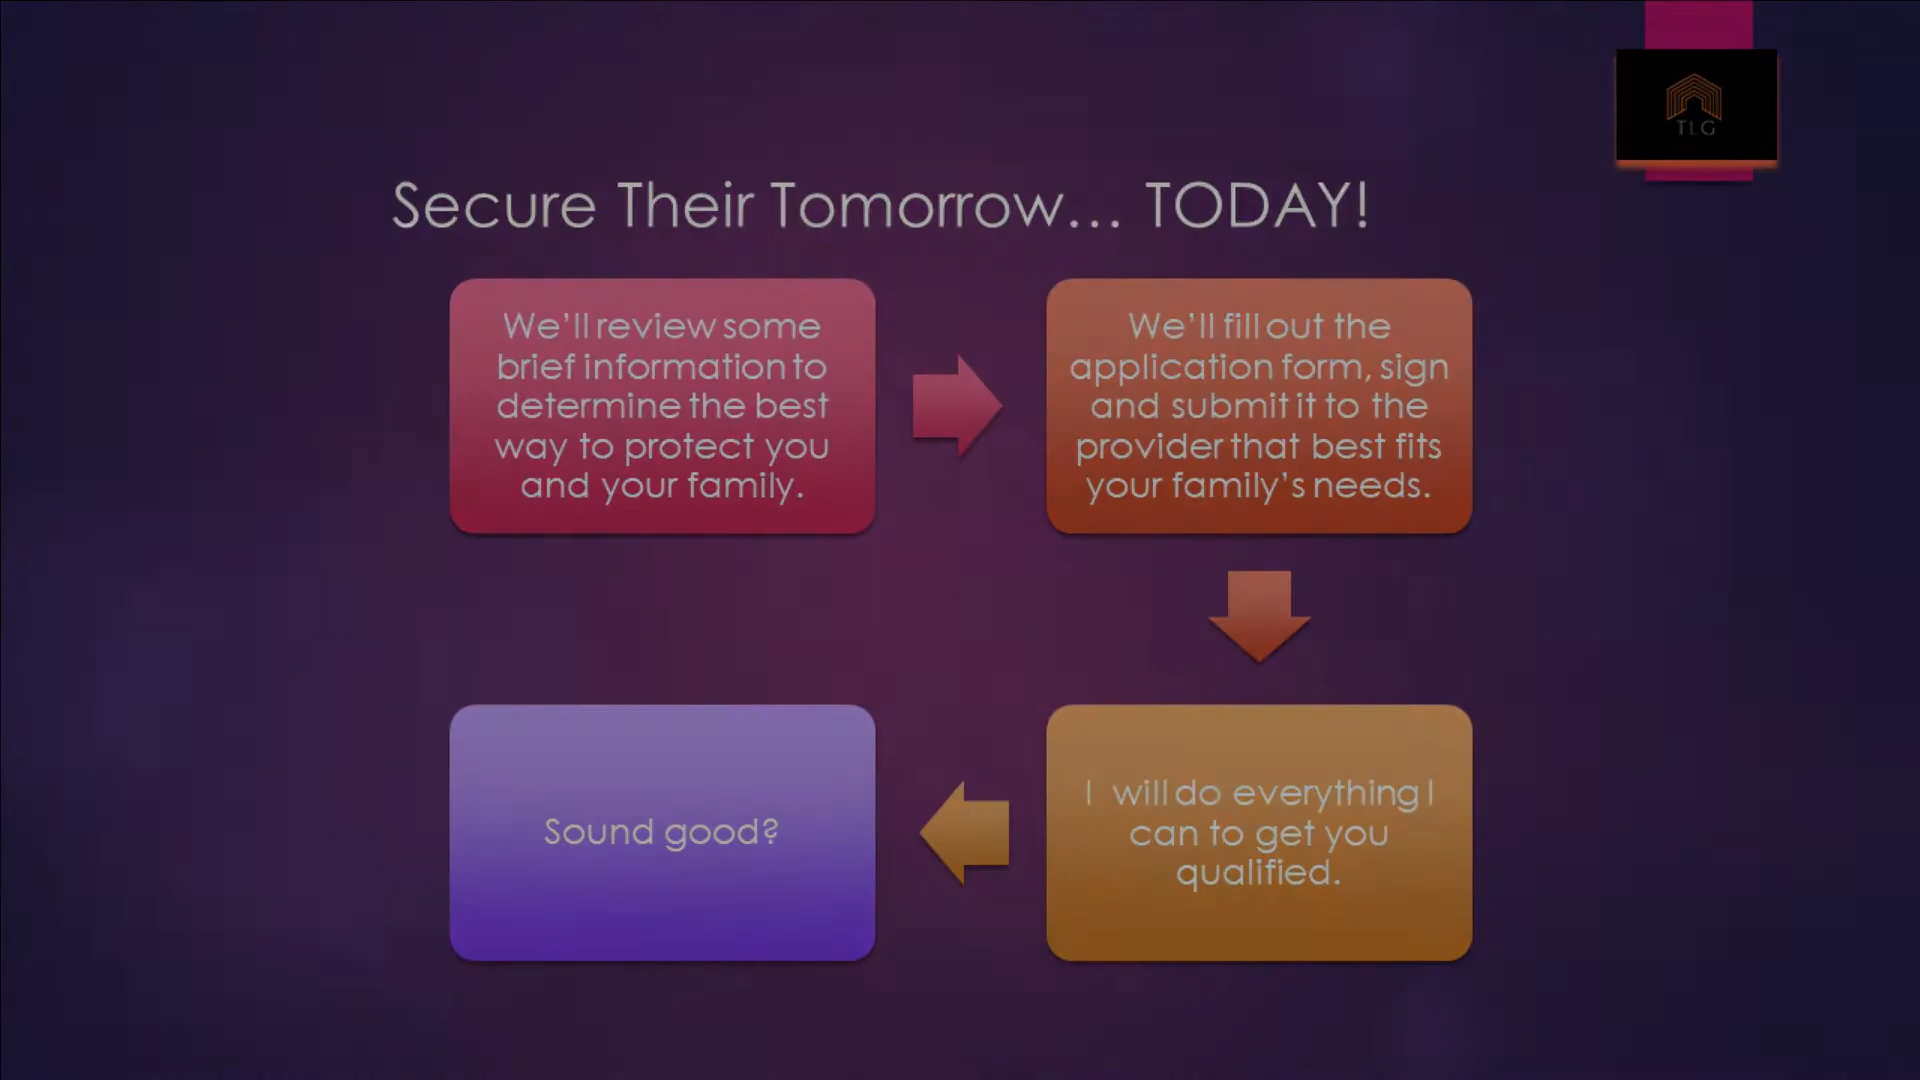 TLG
Secure Their Tomorrow... TODAY!
We'll review some
brief information to
determine the best
way to protect you
and your family.
We'll fill out the
application form, sign
and submit it to the
provider that best fits
your family's needs.
I will do everything I
can to get you
qualified.
Sound good?